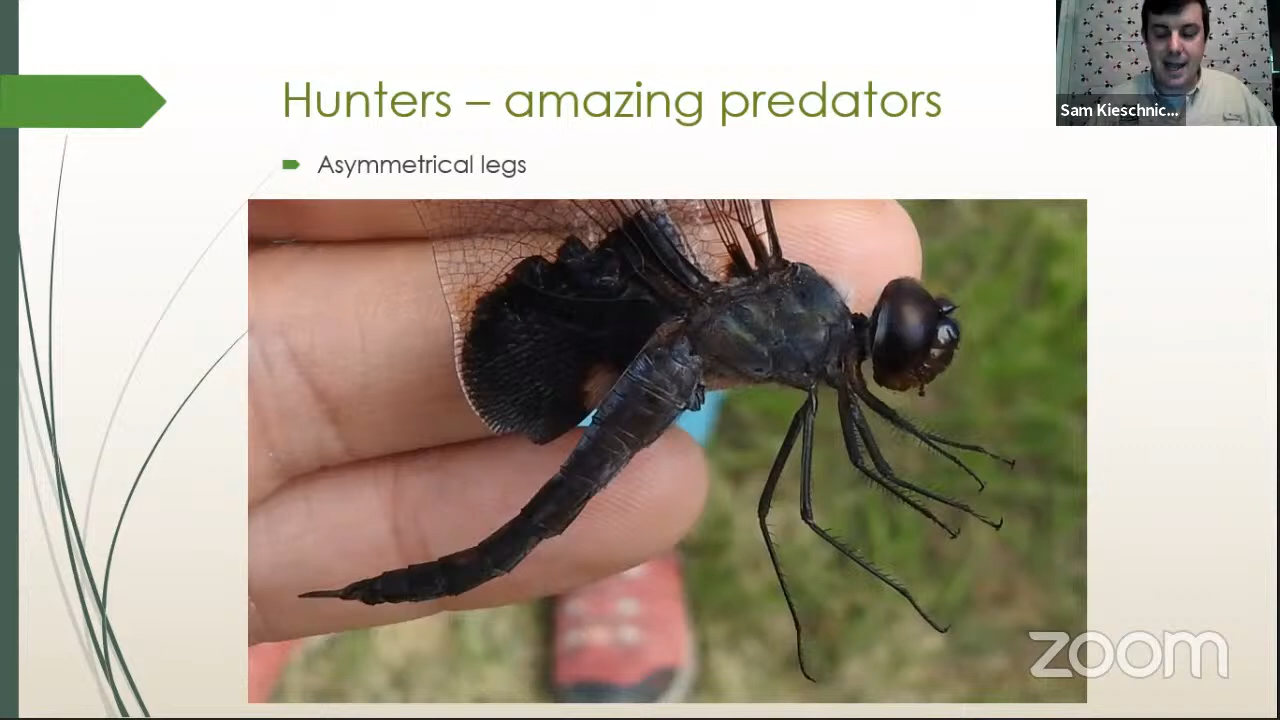 Hunters – amazing predators
Sam Kieschnic...
Asymmetrical legs
zoom